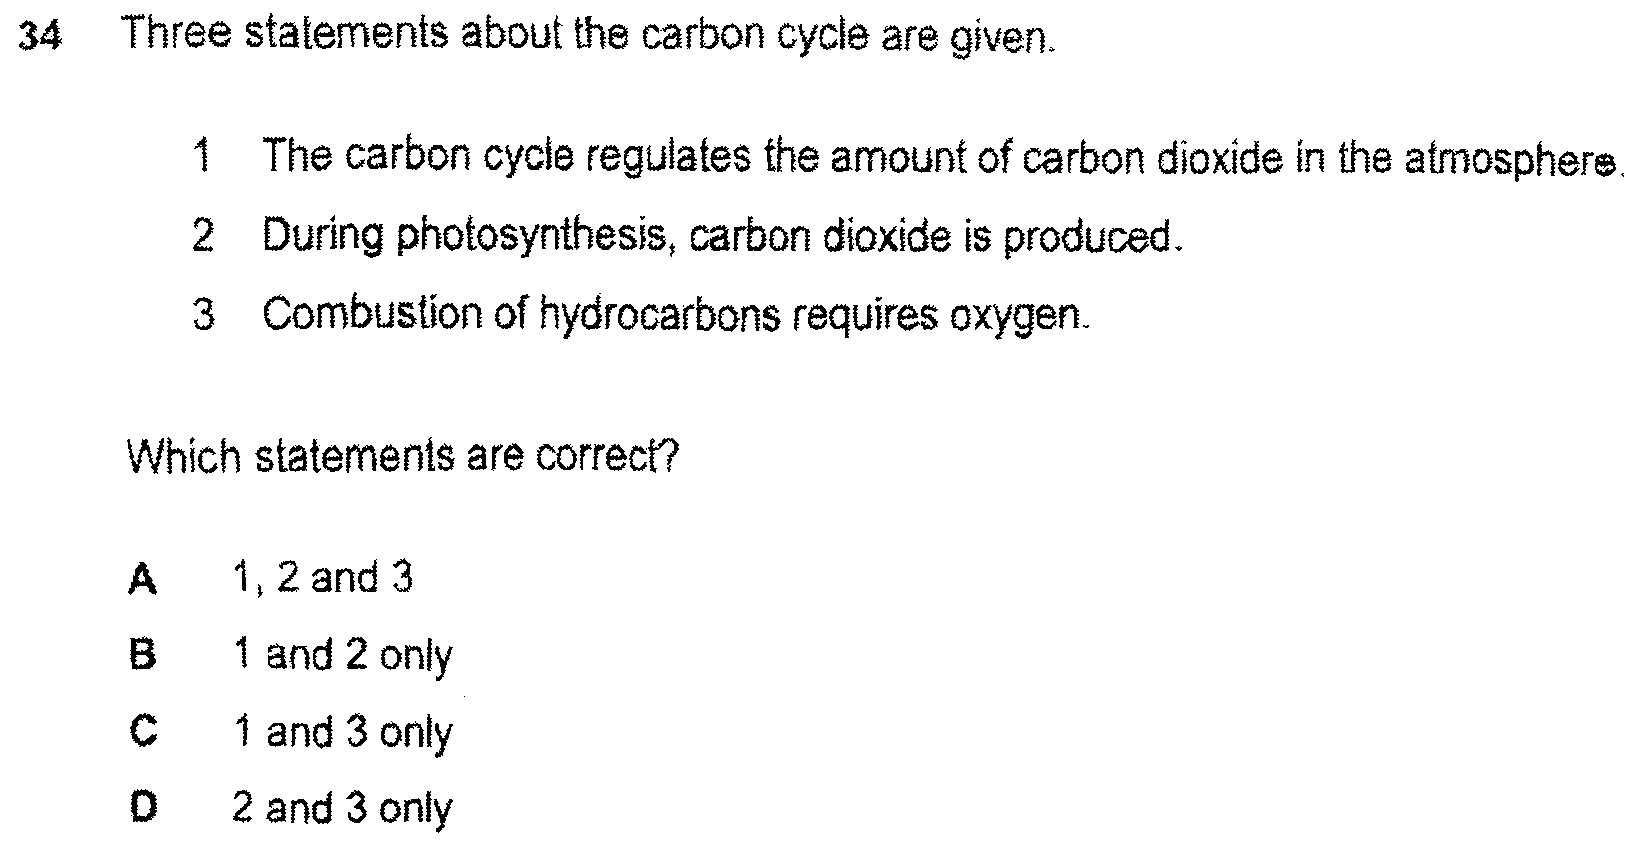 34 Three statements about the carbon cycle are given.
1 The carbon cycle regulates the amount of carbon dioxide in the atmosphere.
2 During photosynthesis, carbon dioxide is produced.
3 Combustion of hydrocarbons requires oxygen.
Which statements are correct?
A 1, 2 and 3
B 1 and 2 only
C 1 and 3 only
D 2 and 3 only